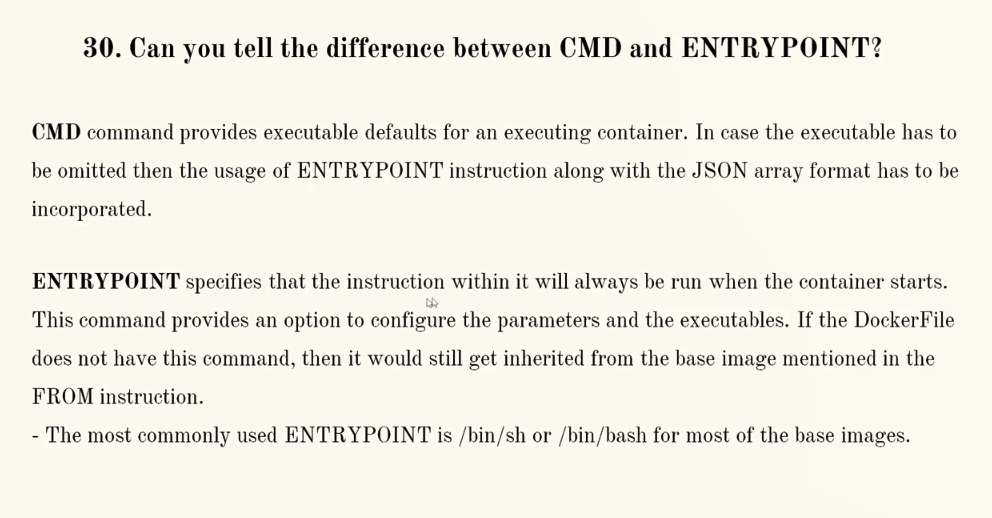 30. Can you tell the difference between CMD and ENTRYPOINT?
CMD command provides executable defaults for an executing container. In case the executable has to
be omitted then the usage of ENTRYPOINT instruction along with the JSON array format has to be
incorporated.
ENTRYPOINT specifies that the instruction within it will always be run when the container starts.
This command provides an option to configure the parameters and the executables. If the DockerFile
does not have this command, then it would still get inherited from the base image mentioned in the
FROM instruction.
- The most commonly used ENTRYPOINT is /bin/sh or /bin/bash for most of the base images.